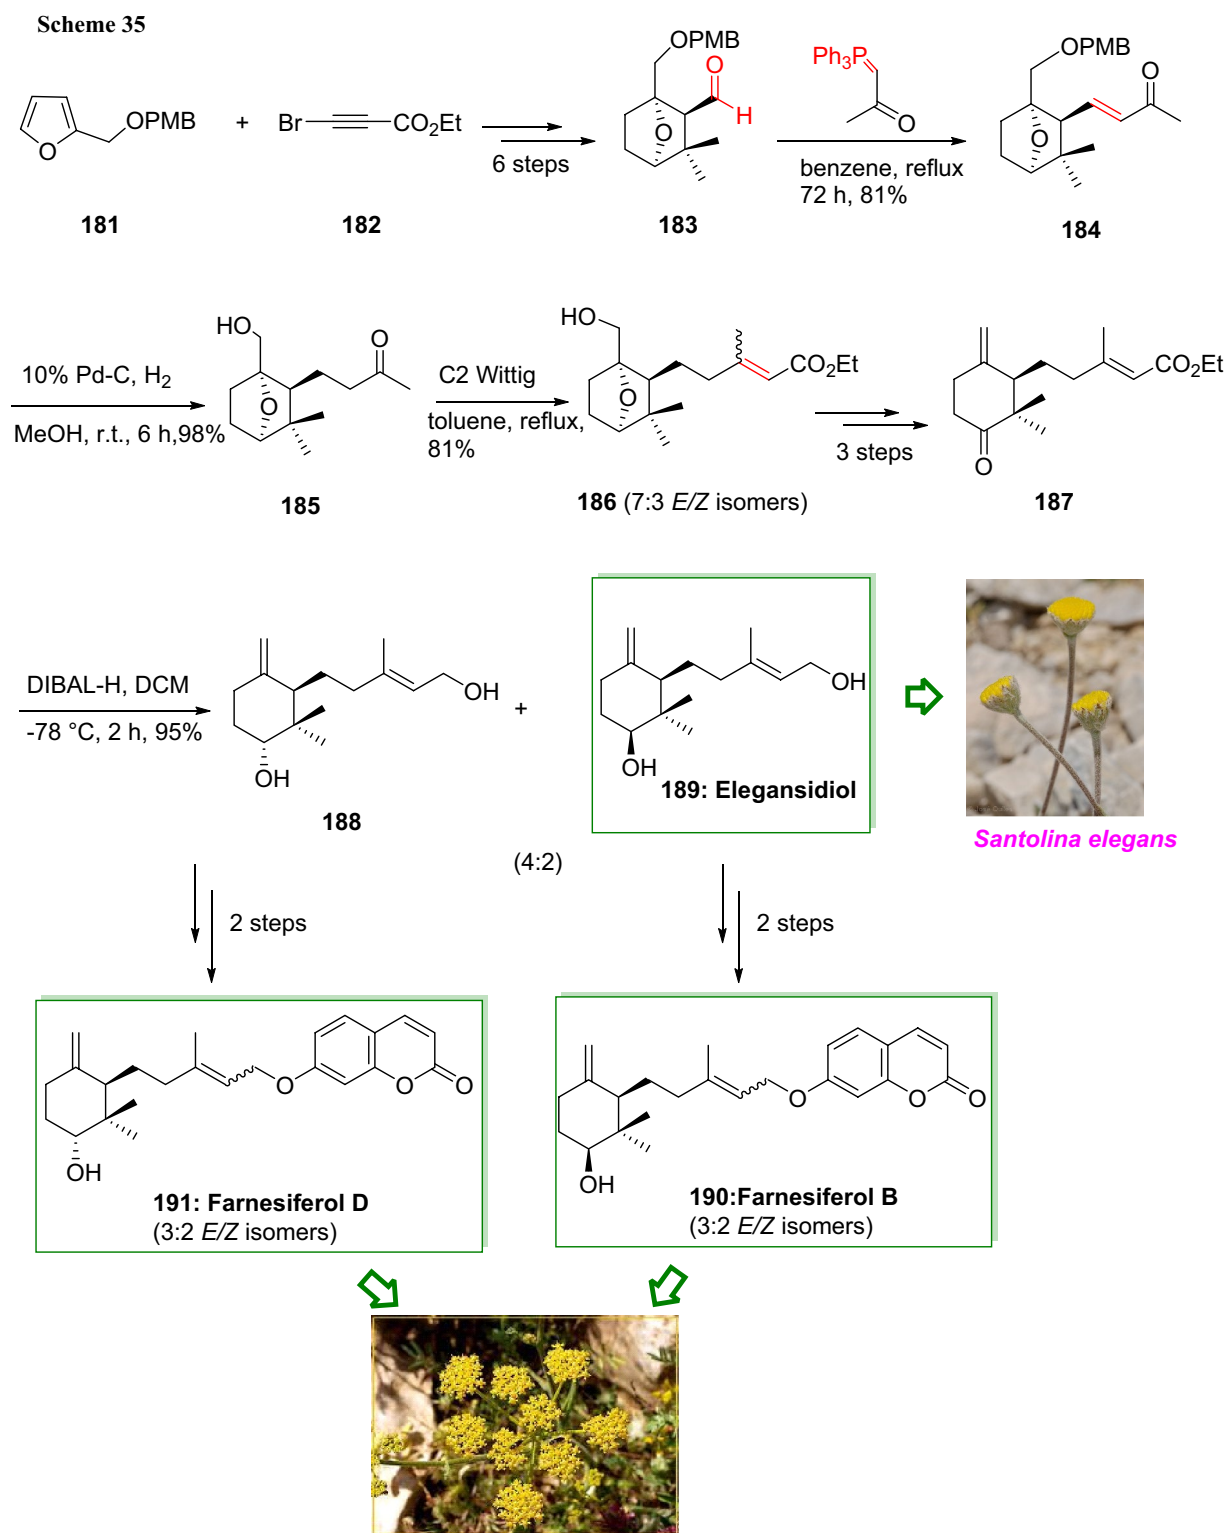 Scheme 35
OPMB
O
H
Ph3P
O
OPMB
O
O
OPMB
+
Br
CO2Et
6 steps
O
benzene, reflux
72 h, 81%
O
181
182
183
184
HO
O
O
10% Pd-C, H2
MeOH, r.t., 6 h,98%
C2 Wittig
toluene, reflux,
81%
HO
O
CO2Et
3 steps
CO2Et
O
185
186 (7:3 E/Z isomers)
187
DIBAL-H, DCM
-78 °C, 2 h, 95%
OH
OH
+
OH
OH
189: Elegansidiol
188
Santolina elegans
(4:2)
2 steps
2 steps
O
O
O
OH
O
O
O
OH
191: Farnesiferol D
(3:2 E/Z isomers)
190:Farnesiferol B
(3:2 E/Z isomers)